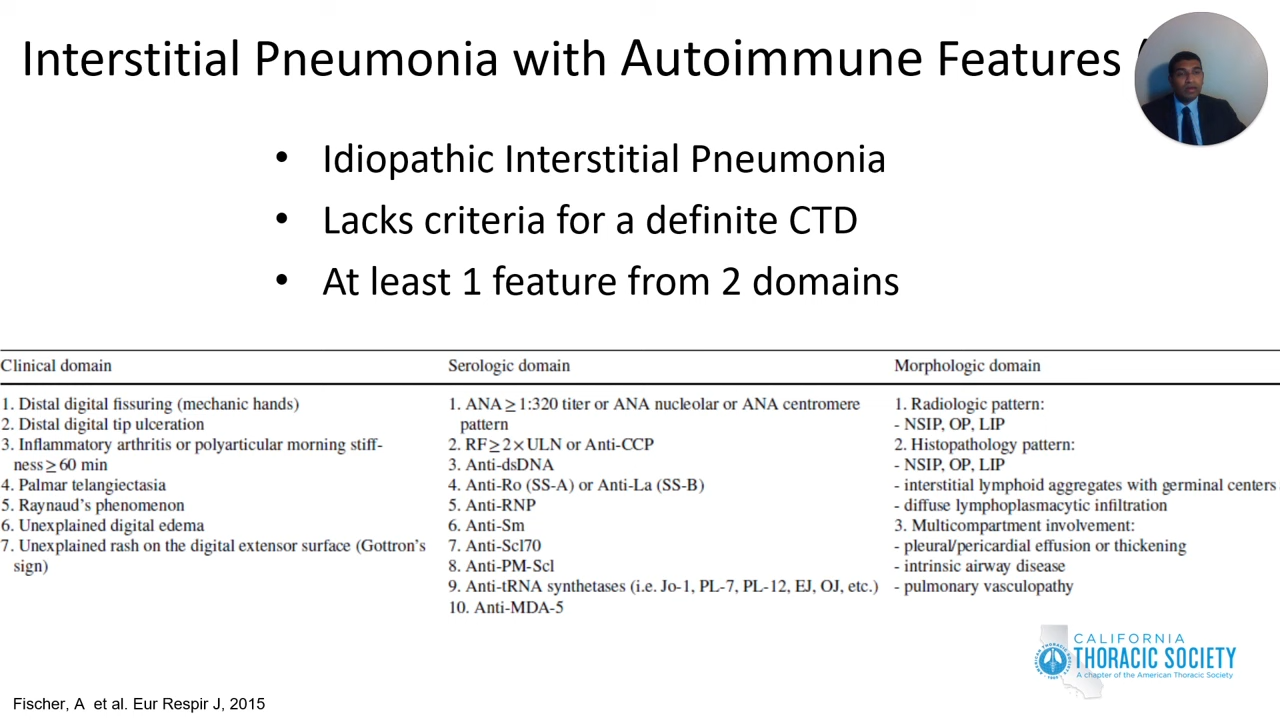 Interstitial Pneumonia with Autoimmune Features
• Idiopathic Interstitial Pneumonia
• Lacks criteria for a definite CTD
• At least 1 feature from 2 domains
Clinical domain
1. Distal digital fissuring (mechanic hands)
2. Distal digital tip ulceration
3. Inflammatory arthritis or polyarticular morning stiff-
ness ≥ 60 min
4. Palmar telangiectasia
5. Raynaud's phenomenon
6. Unexplained digital edema
7. Unexplained rash on the digital extensor surface (Gottron's
sign)
Serologic domain
1. ANA ≥ 1:320 titer or ANA nucleolar or ANA centromere
pattern
2. RF ≥ 2 × ULN or Anti-CCP
3. Anti-dsDNA
4. Anti-Ro (SS-A) or Anti-La (SS-B)
5. Anti-RNP
6. Anti-Sm
7. Anti-Scl70
8. Anti-PM-Scl
9. Anti-tRNA synthetases (i.e. Jo-1, PL-7, PL-12, EJ, OJ, etc.)
10. Anti-MDA-5
Morphologic domain
1. Radiologic pattern:
- NSIP, OP, LIP
2. Histopathology pattern:
- NSIP, OP, LIP
- interstitial lymphoid aggregates with germinal centers
- diffuse lymphoplasmacytic infiltration
3. Multicompartment involvement:
- pleural/pericardial effusion or thickening
- intrinsic airway disease
- pulmonary vasculopathy
CALIFORNIA
THORACIC SOCIETY
A chapter of the American Thoracic Society
Fischer, A et al. Eur Respir J, 2015